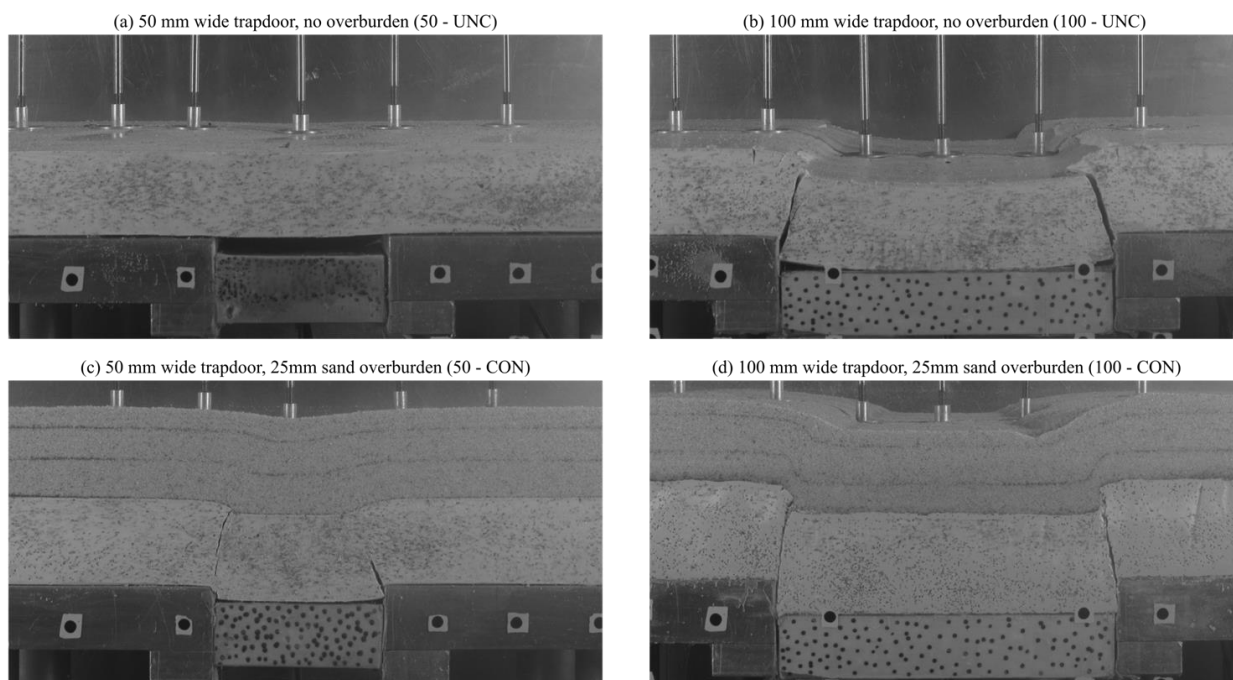 (a) 50 mm wide trapdoor, no overburden (50 - UNC)
(b) 100 mm wide trapdoor, no overburden (100 - UNC)
(c) 50 mm wide trapdoor, 25mm sand overburden (50 - CON)
(d) 100 mm wide trapdoor, 25mm sand overburden (100 - CON)